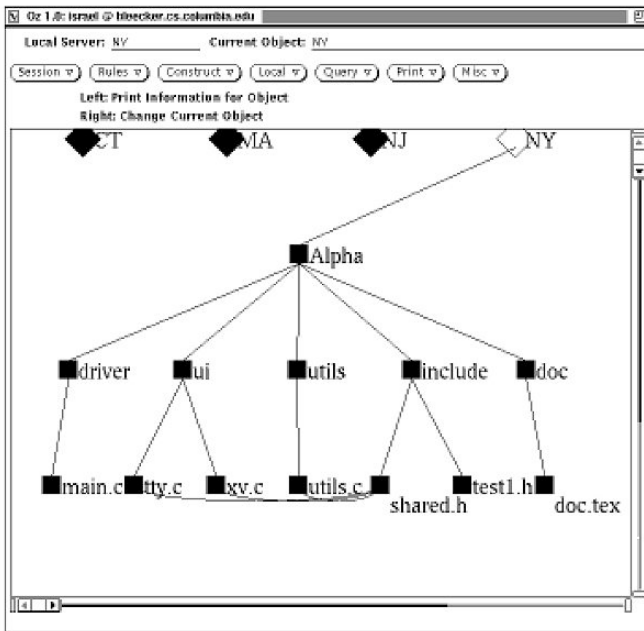 Oz 1.0: israel @ bleecker.cs.columbia.edu
Local Server: NY Current Object: NY
Session Rules Construct Local Query Print Misc
Left: Print Information for Object
Right: Change Current Object
CT MA NJ NY
Alpha
driver ui utils include doc
main.c tty.c xv.c utils.c shared.h test1.h doc.tex